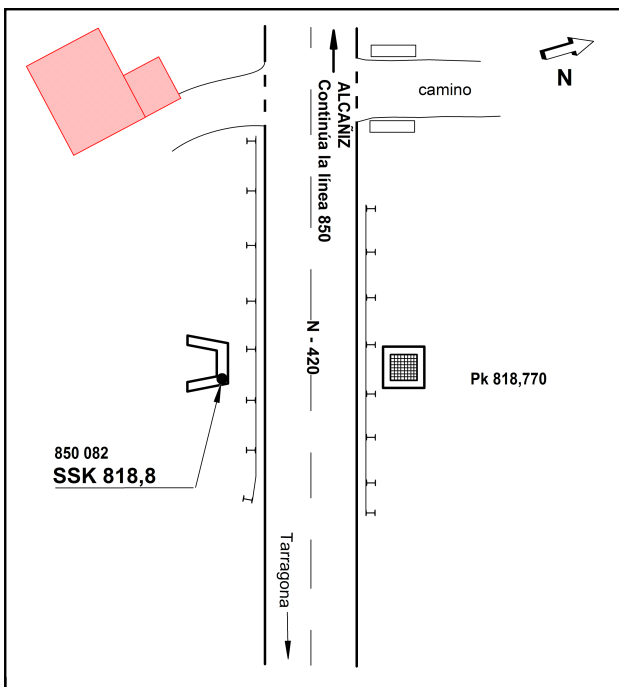 N
camino
ALCAÑIZ
Continúa la línea 850
N - 420
Pk 818,770
850 082
SSK 818,8
Tarragona